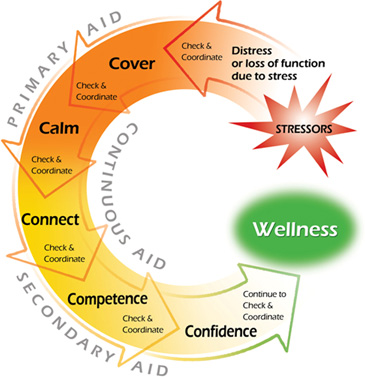 PRIMARY AID
Cover
Check &
Coordinate
Distress
or loss of function
due to stress
Check &
Coordinate
STRESSORS
Calm
CONTINUOUS AID
Check &
Coordinate
Connect
Wellness
Check &
Coordinate
SECONDARY AID
Competence
Check &
Coordinate
Continue to
Check &
Coordinate
Confidence